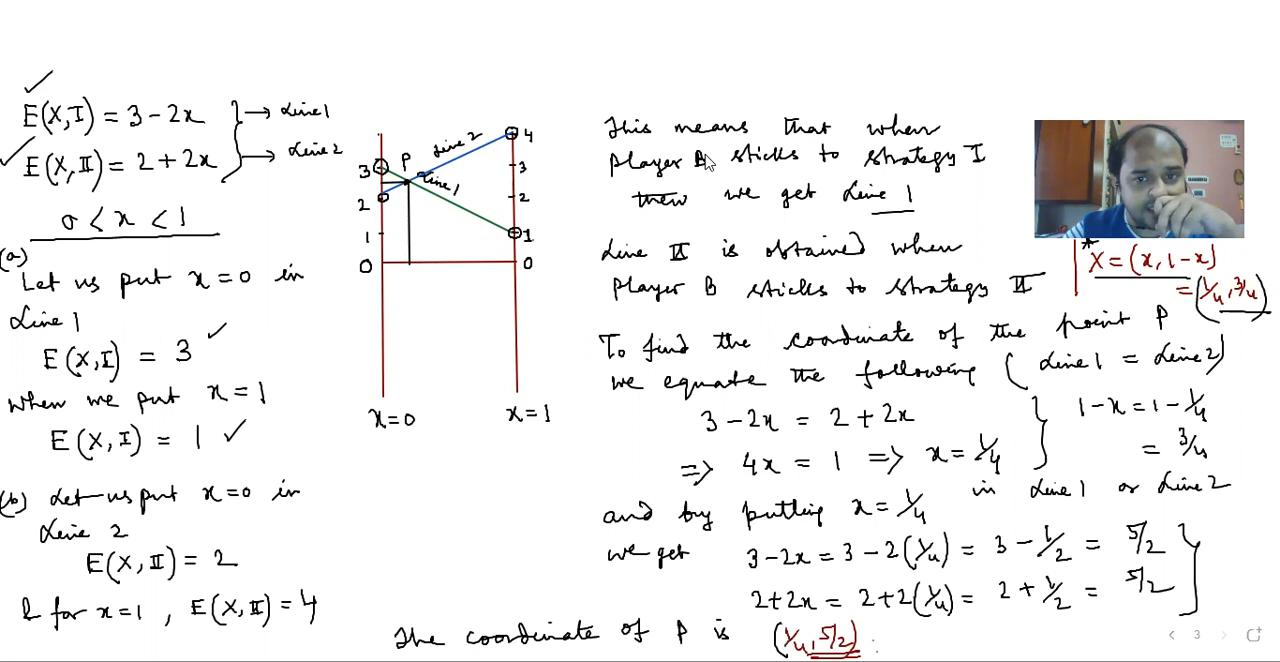 E(X,I) = 3 - 2x → Line 1
E(X,II) = 2 + 2x → Line 2
0 < x < 1
(a)
Let us put x = 0 in
Line 1
E(X,I) = 3
when we put x = 1
E(X,I) = 1
(b) Let us put x = 0 in
Line 2
E(X,II) = 2
& for x = 1, E(X,II) = 4
3
2
1
0
P
Line 2
Line 1
4
3
2
1
0
x = 0
x = 1
This means that when
Player B sticks to strategy I
then we get Line 1
Line II is obtained when
Player B sticks to strategy II
* X = (x, 1-x)
= (1/4, 3/4)
To find the coordinate of the point P
we equate the following (Line 1 = Line 2)
3 - 2x = 2 + 2x
=> 4x = 1 => x = 1/4
1 - x = 1 - 1/4
= 3/4
and by putting x = 1/4 in Line 1 or Line 2
we get 3 - 2x = 3 - 2(1/4) = 3 - 1/2 = 5/2
2 + 2x = 2 + 2(1/4) = 2 + 1/2 = 5/2
The coordinate of P is (1/4, 5/2)
3